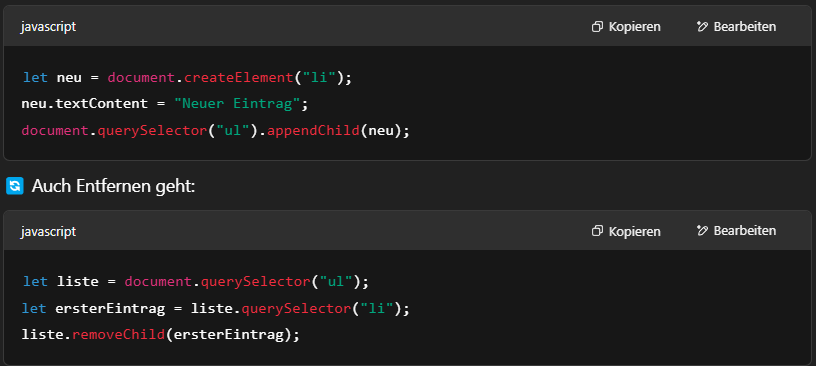 javascript Kopieren Bearbeiten
let neu = document.createElement("li");
neu.textContent = "Neuer Eintrag";
document.querySelector("ul").appendChild(neu);
🔄 Auch Entfernen geht:
javascript Kopieren Bearbeiten
let liste = document.querySelector("ul");
let ersterEintrag = liste.querySelector("li");
liste.removeChild(ersterEintrag);